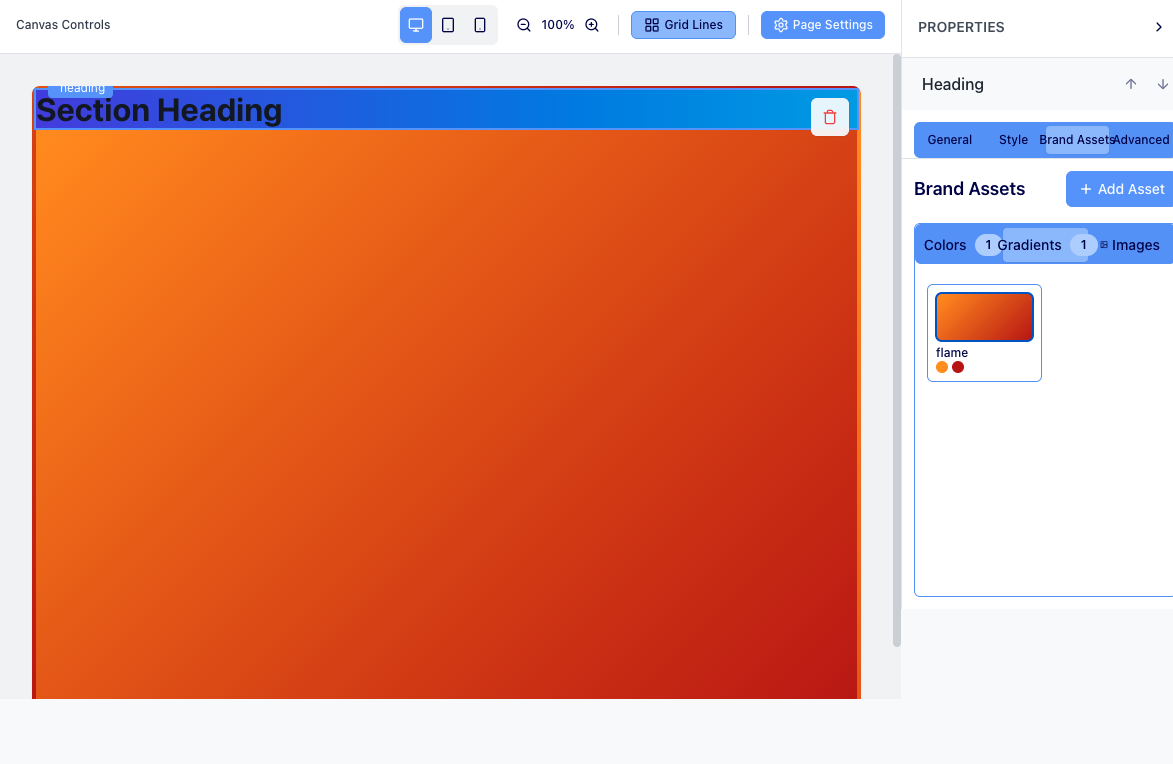 Canvas Controls
100%
Grid Lines
Page Settings
PROPERTIES
heading
Section Heading
Heading
General Style Brand Assets Advanced
Brand Assets
+ Add Asset
Colors 1 Gradients 1 Images
flame